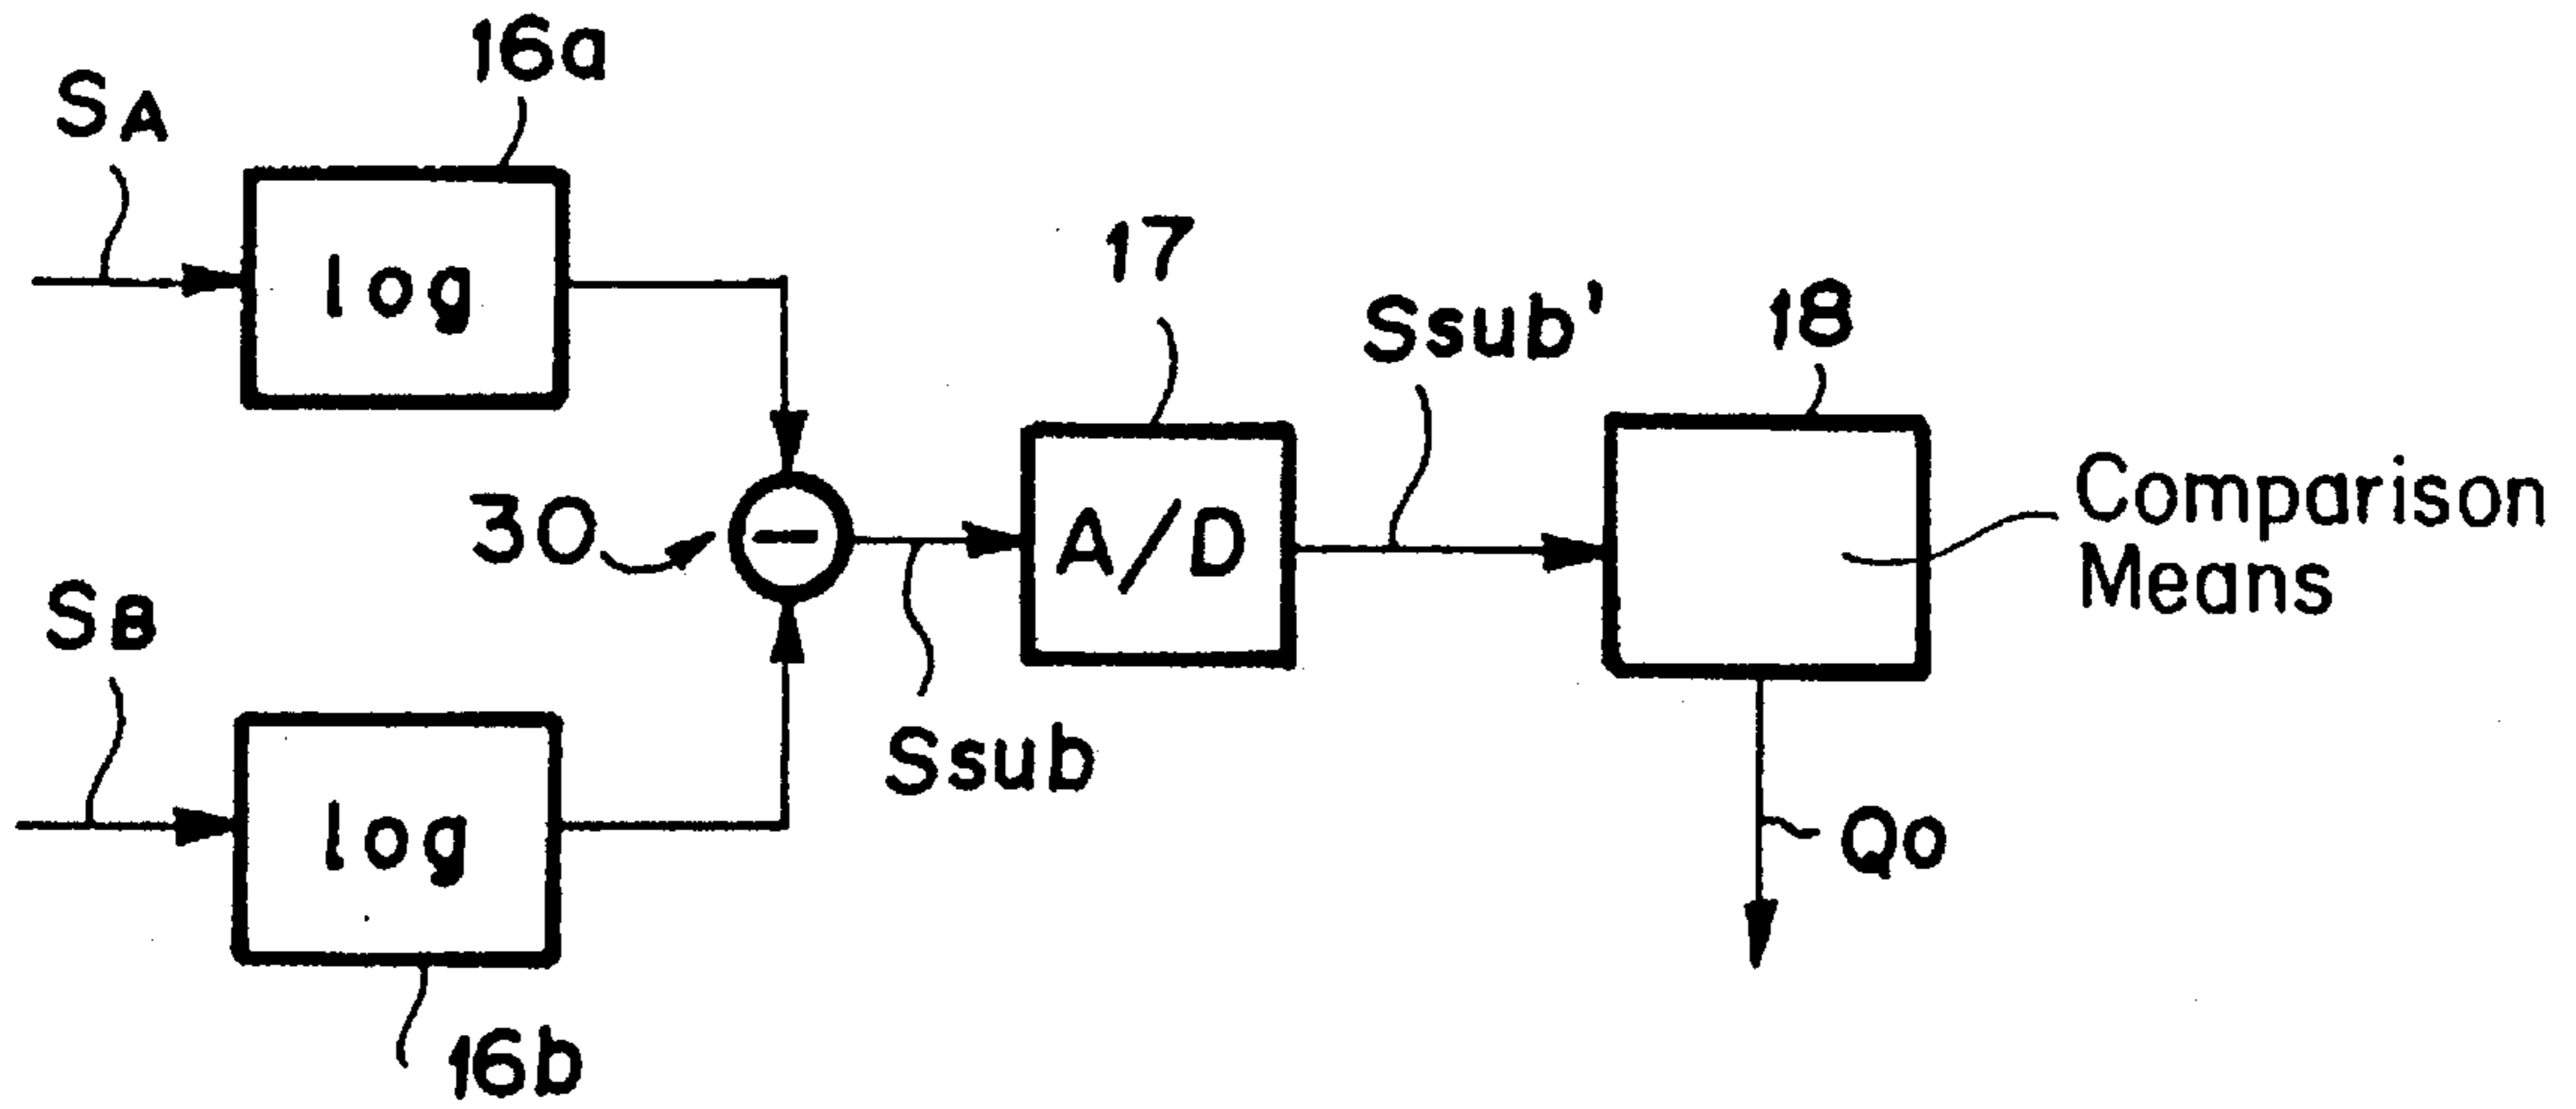 16a
SA
log
17
Ssub'
18
30
A/D
Comparison
Means
SB
Ssub
log
Qo
16b